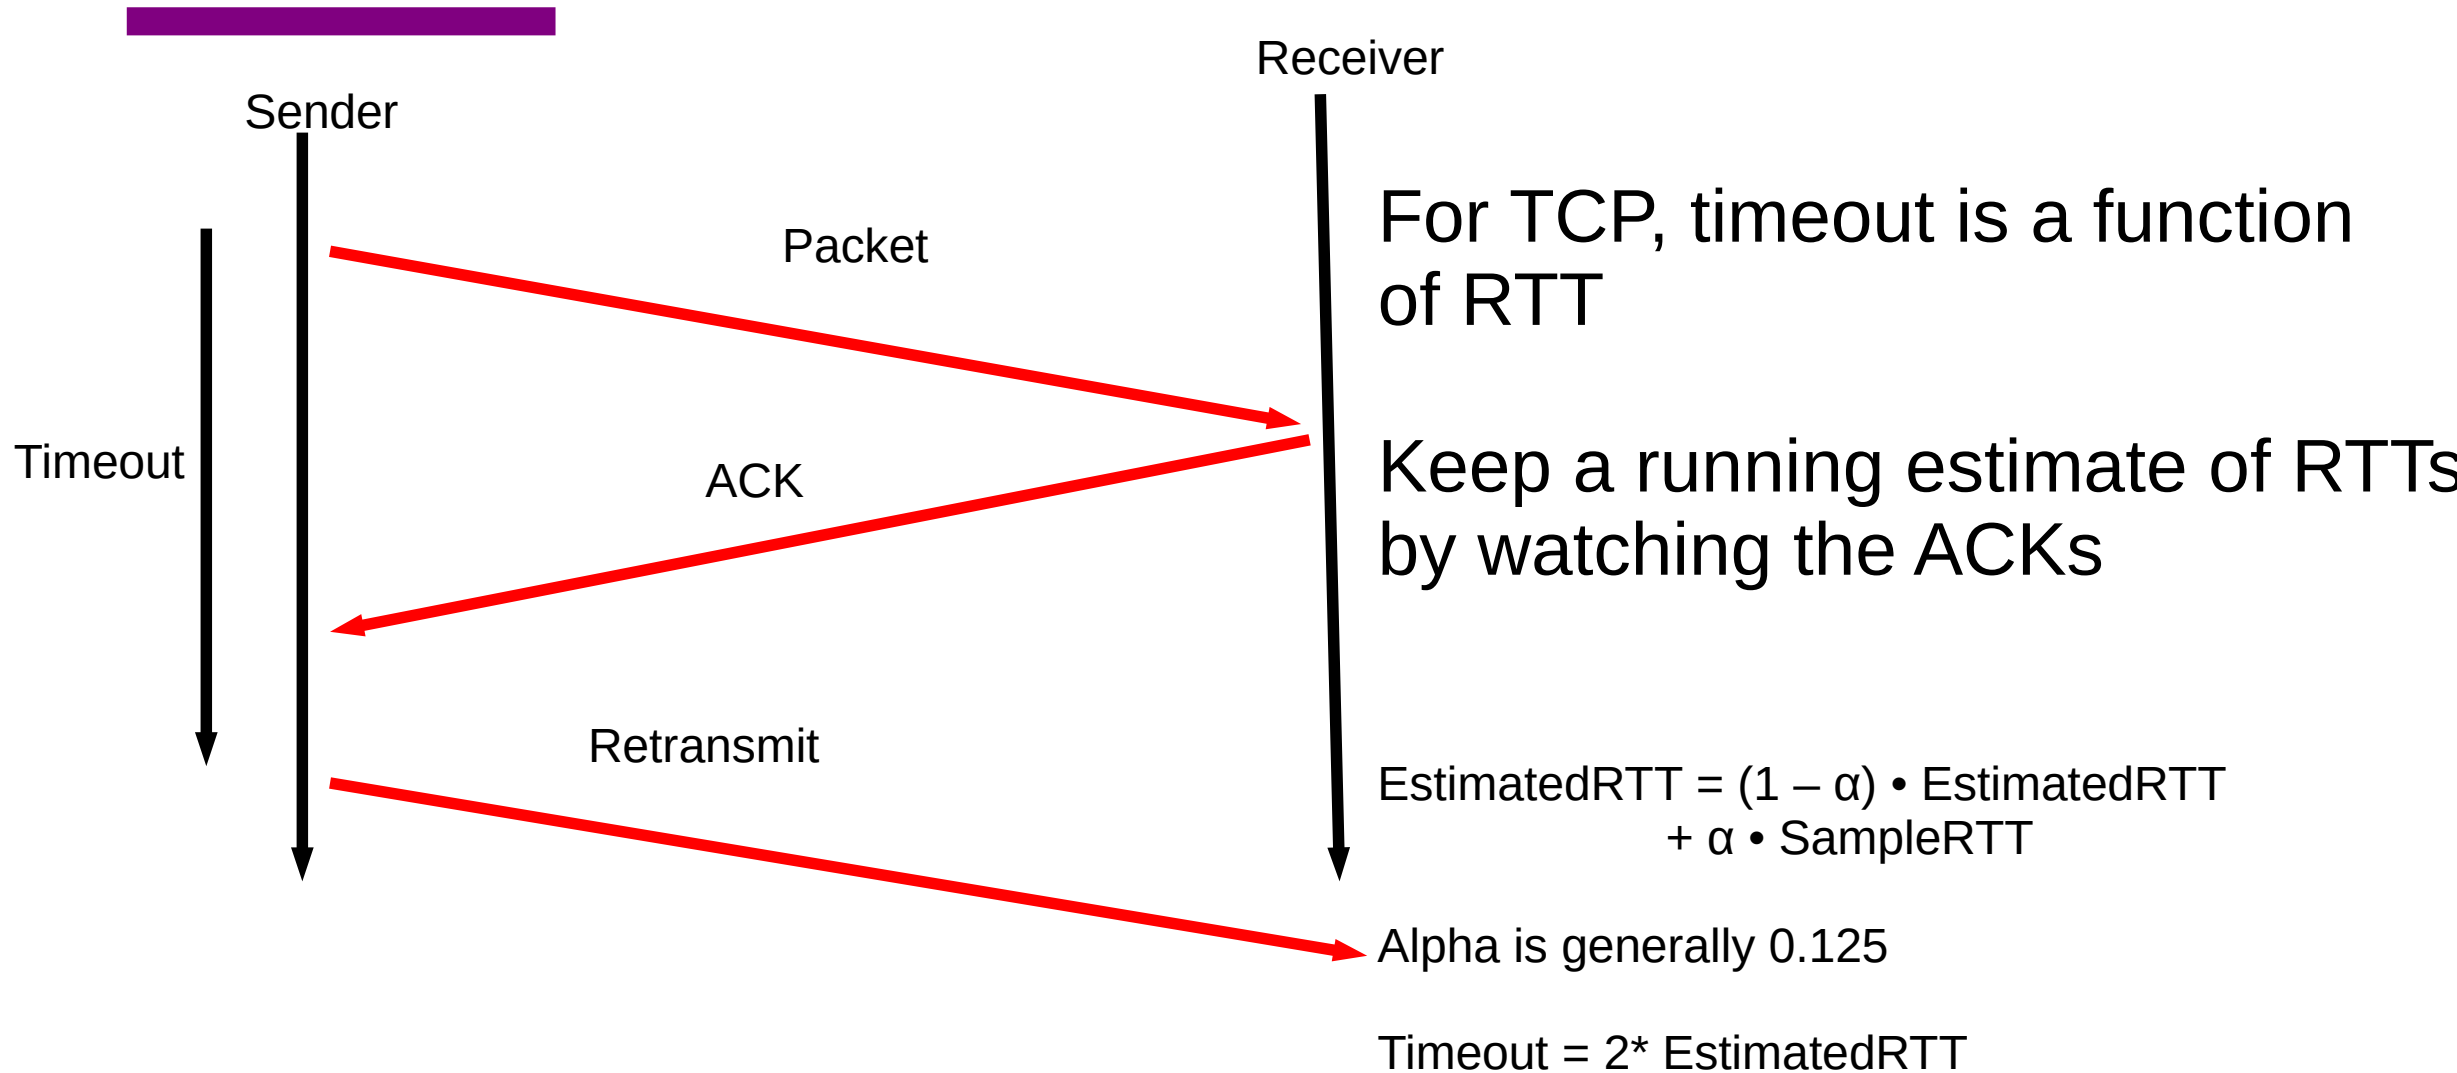 Receiver
Sender
Packet
Timeout
ACK
Retransmit
For TCP, timeout is a function
of RTT
Keep a running estimate of RTTs
by watching the ACKs
EstimatedRTT = (1 – α) • EstimatedRTT
+ α • SampleRTT
Alpha is generally 0.125
Timeout = 2* EstimatedRTT